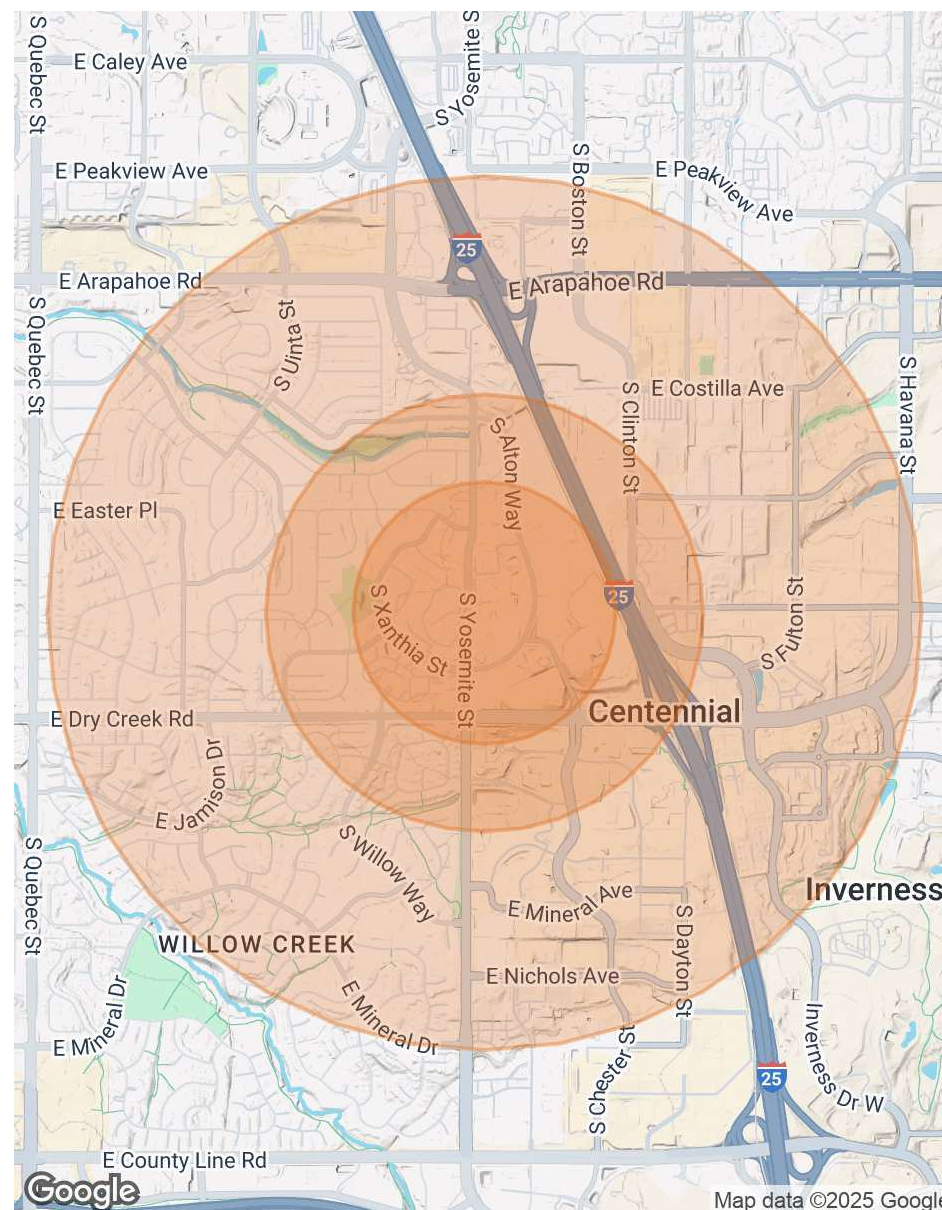 S Quebec St
E Caley Ave
S Yosemite S
E Peakview Ave
S Boston St
E Peakview Ave
25
E Arapahoe Rd
E Arapahoe Rd
S Quebec St
S Uinta St
E Costilla Ave
S Havana St
S Clinton St
S Alton Way
E Easter Pl
25
S Xanthia St
S Yosemite St
S Fulton St
E Dry Creek Rd
Centennial
E Jamison Dr
S Willow Way
S Quebec St
Inverness
E Mineral Ave
S Dayton St
WILLOW CREEK
E Nichols Ave
E Mineral Dr
E Mineral Dr
S Chester St
Inverness Dr W
25
E County Line Rd
Google
Map data ©2025 Google